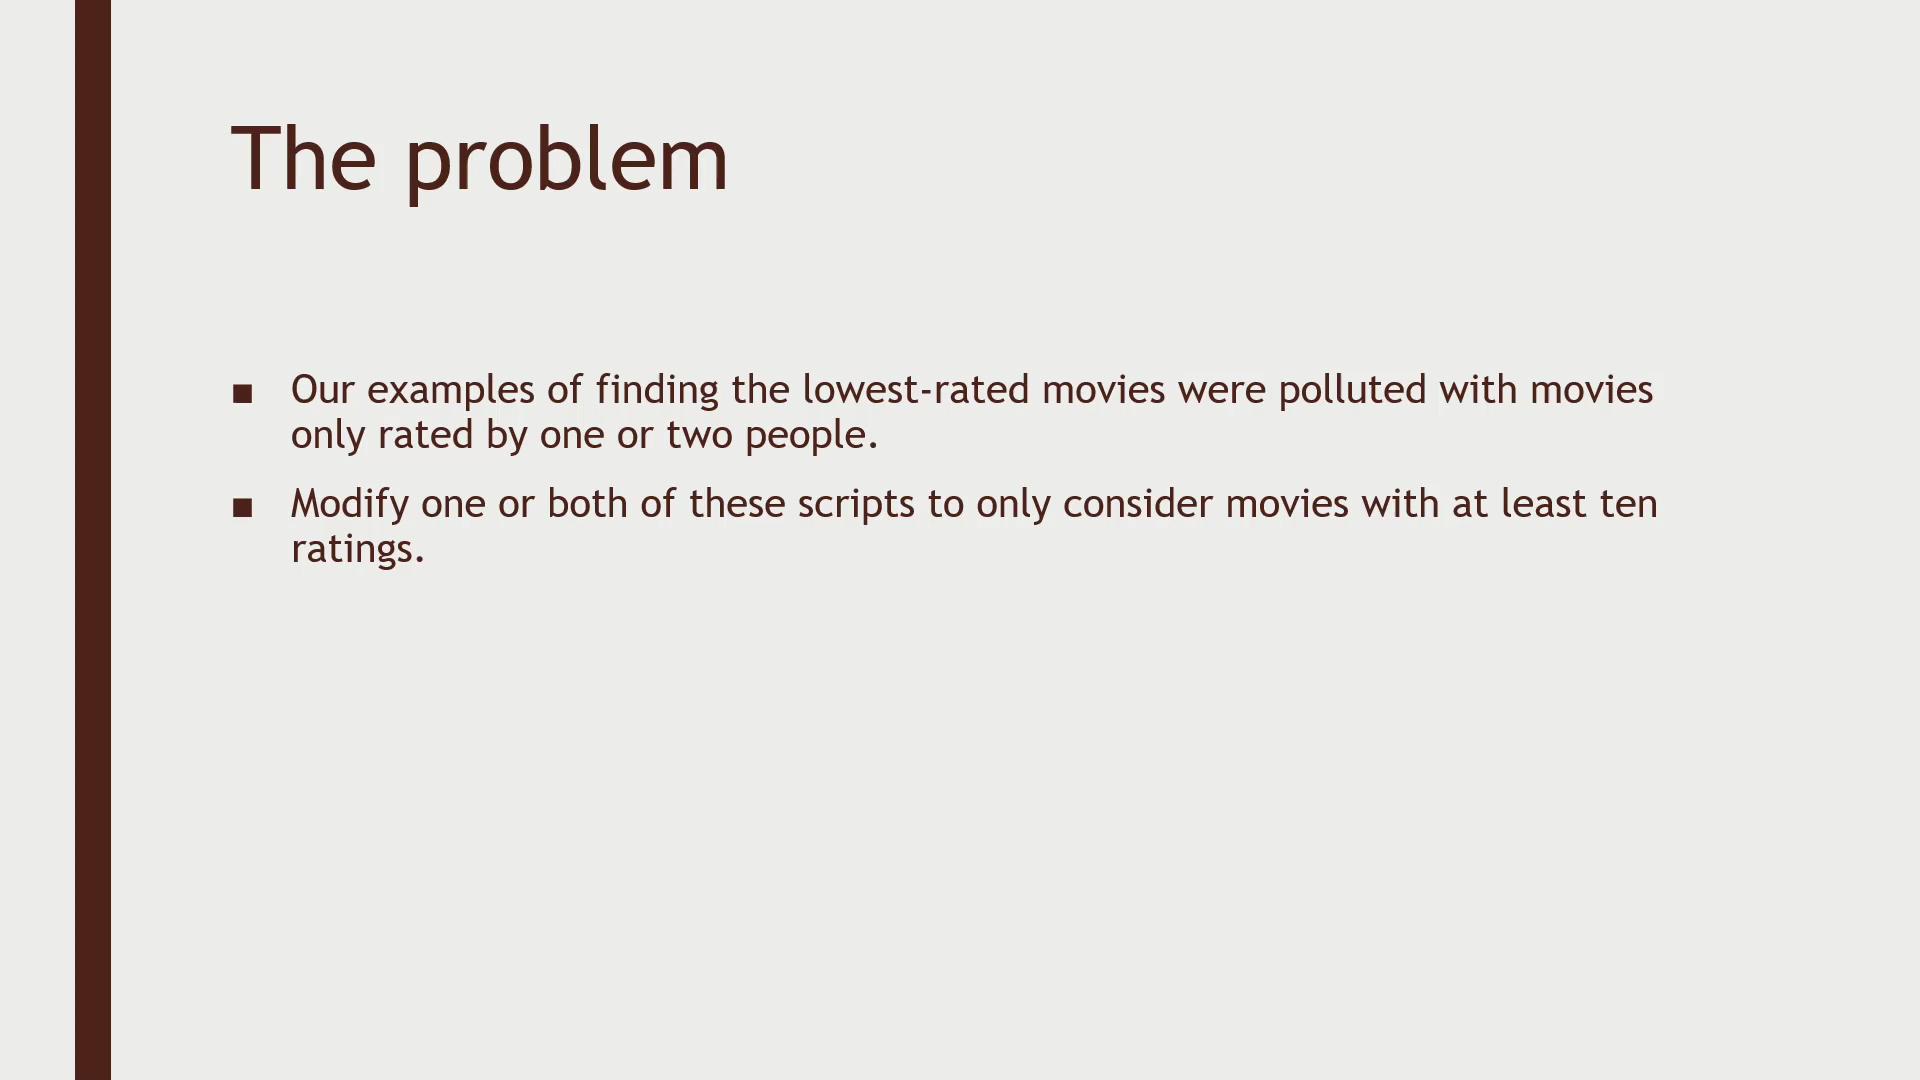 The problem
▪ Our examples of finding the lowest-rated movies were polluted with movies
only rated by one or two people.
▪ Modify one or both of these scripts to only consider movies with at least ten
ratings.